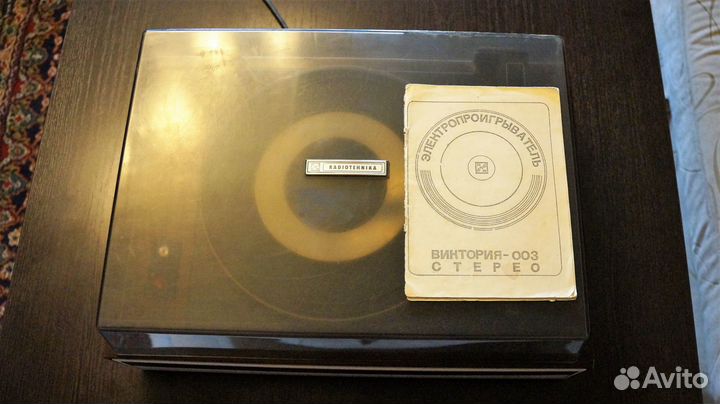 RADIOTEHNIKA
ЭЛЕКТРОПРОИГРЫВАТЕЛЬ
ВИКТОРИЯ-003
СТЕРЕО
Avito